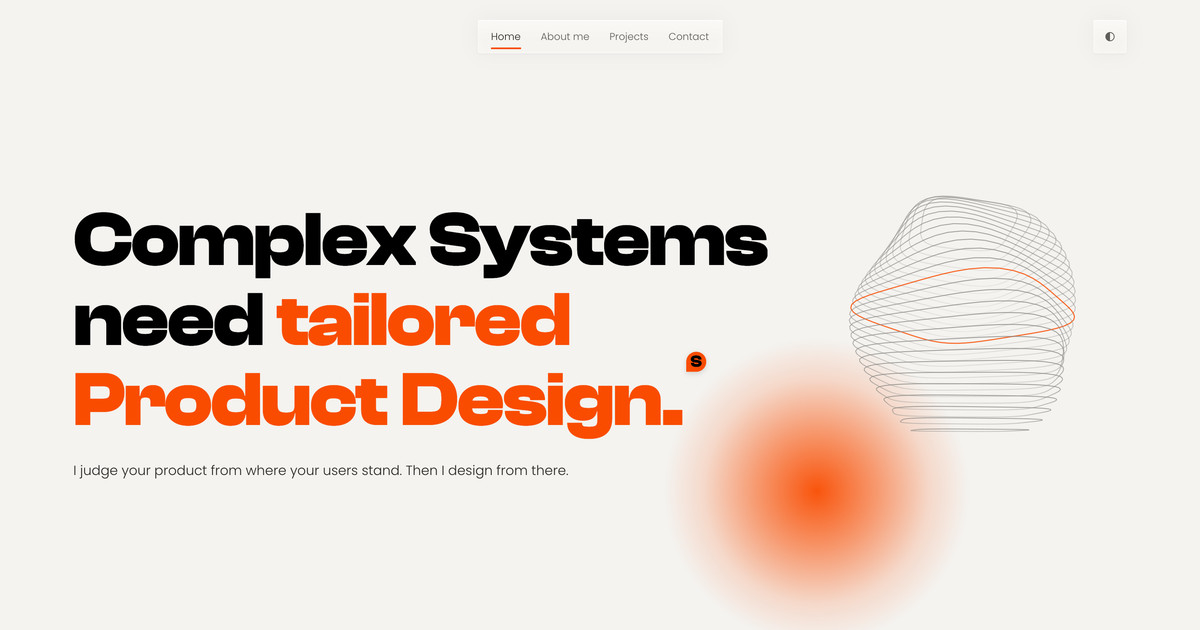 Home About me Projects Contact
Complex Systems
need tailored
S
Product Design.
I judge your product from where your users stand. Then I design from there.